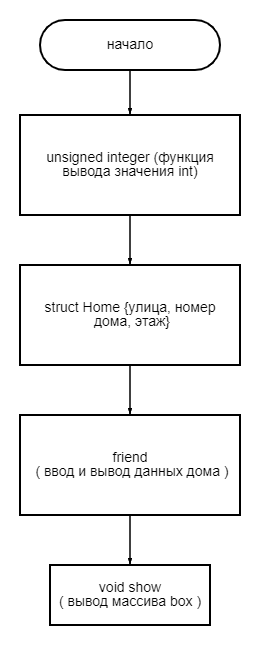 начало
unsigned integer (функция
вывода значения int)
struct Home {улица, номер
дома, этаж}
friend
( ввод и вывод данных дома )
void show
( вывод массива box )